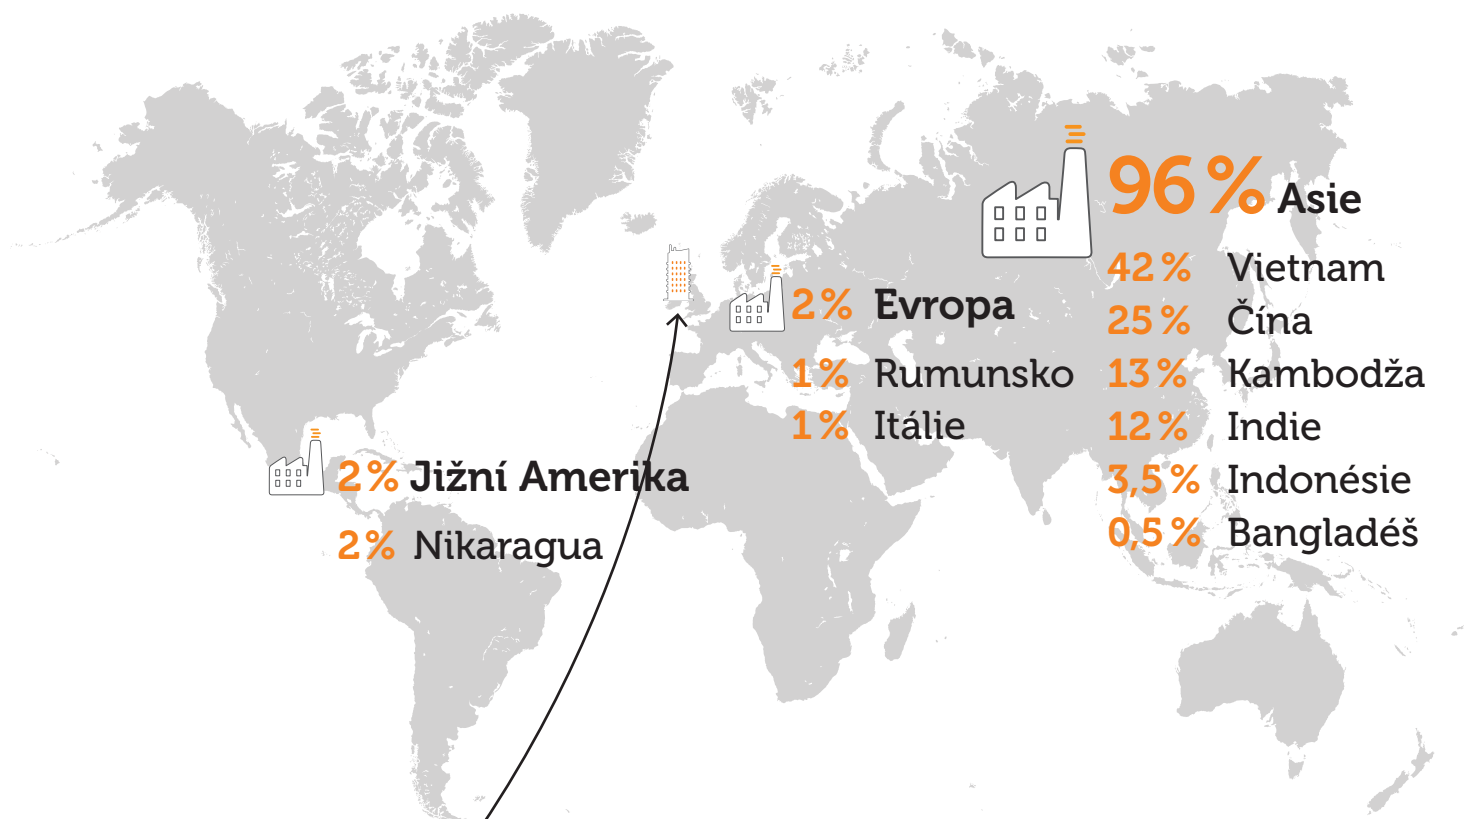 96 % Asie
42 % Vietnam
25 % Čína
13 % Kambodža
12 % Indie
3,5 % Indonésie
0,5 % Bangladéš
2 % Evropa
1 % Rumunsko
1 % Itálie
2 % Jižní Amerika
2 % Nikaragua